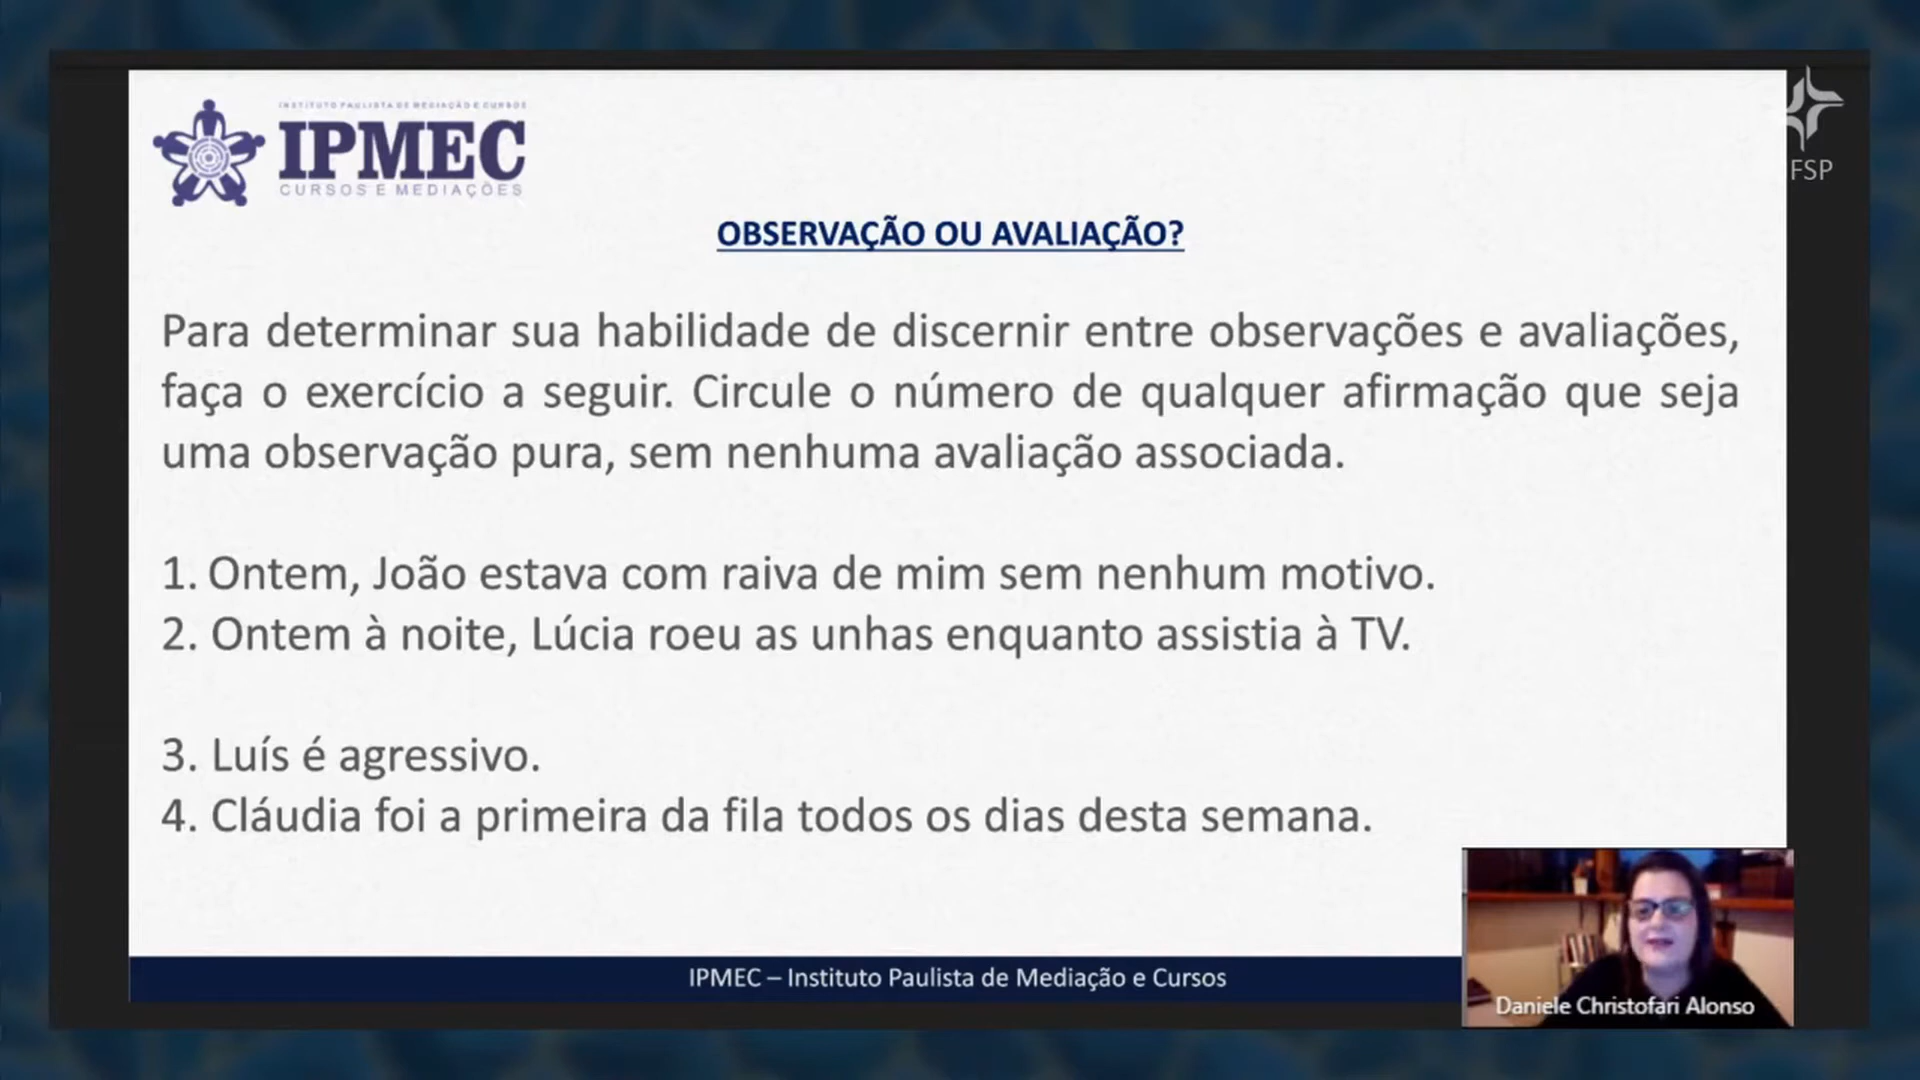 INSTITUTO PAULISTA DE MEDIAÇÃO E CURSOS
IPMEC
CURSOS E MEDIAÇÕES
FSP
OBSERVAÇÃO OU AVALIAÇÃO?
Para determinar sua habilidade de discernir entre observações e avaliações,
faça o exercício a seguir. Circule o número de qualquer afirmação que seja
uma observação pura, sem nenhuma avaliação associada.
1. Ontem, João estava com raiva de mim sem nenhum motivo.
2. Ontem à noite, Lúcia roeu as unhas enquanto assistia à TV.
3. Luís é agressivo.
4. Cláudia foi a primeira da fila todos os dias desta semana.
IPMEC – Instituto Paulista de Mediação e Cursos
Daniele Christofari Alonso